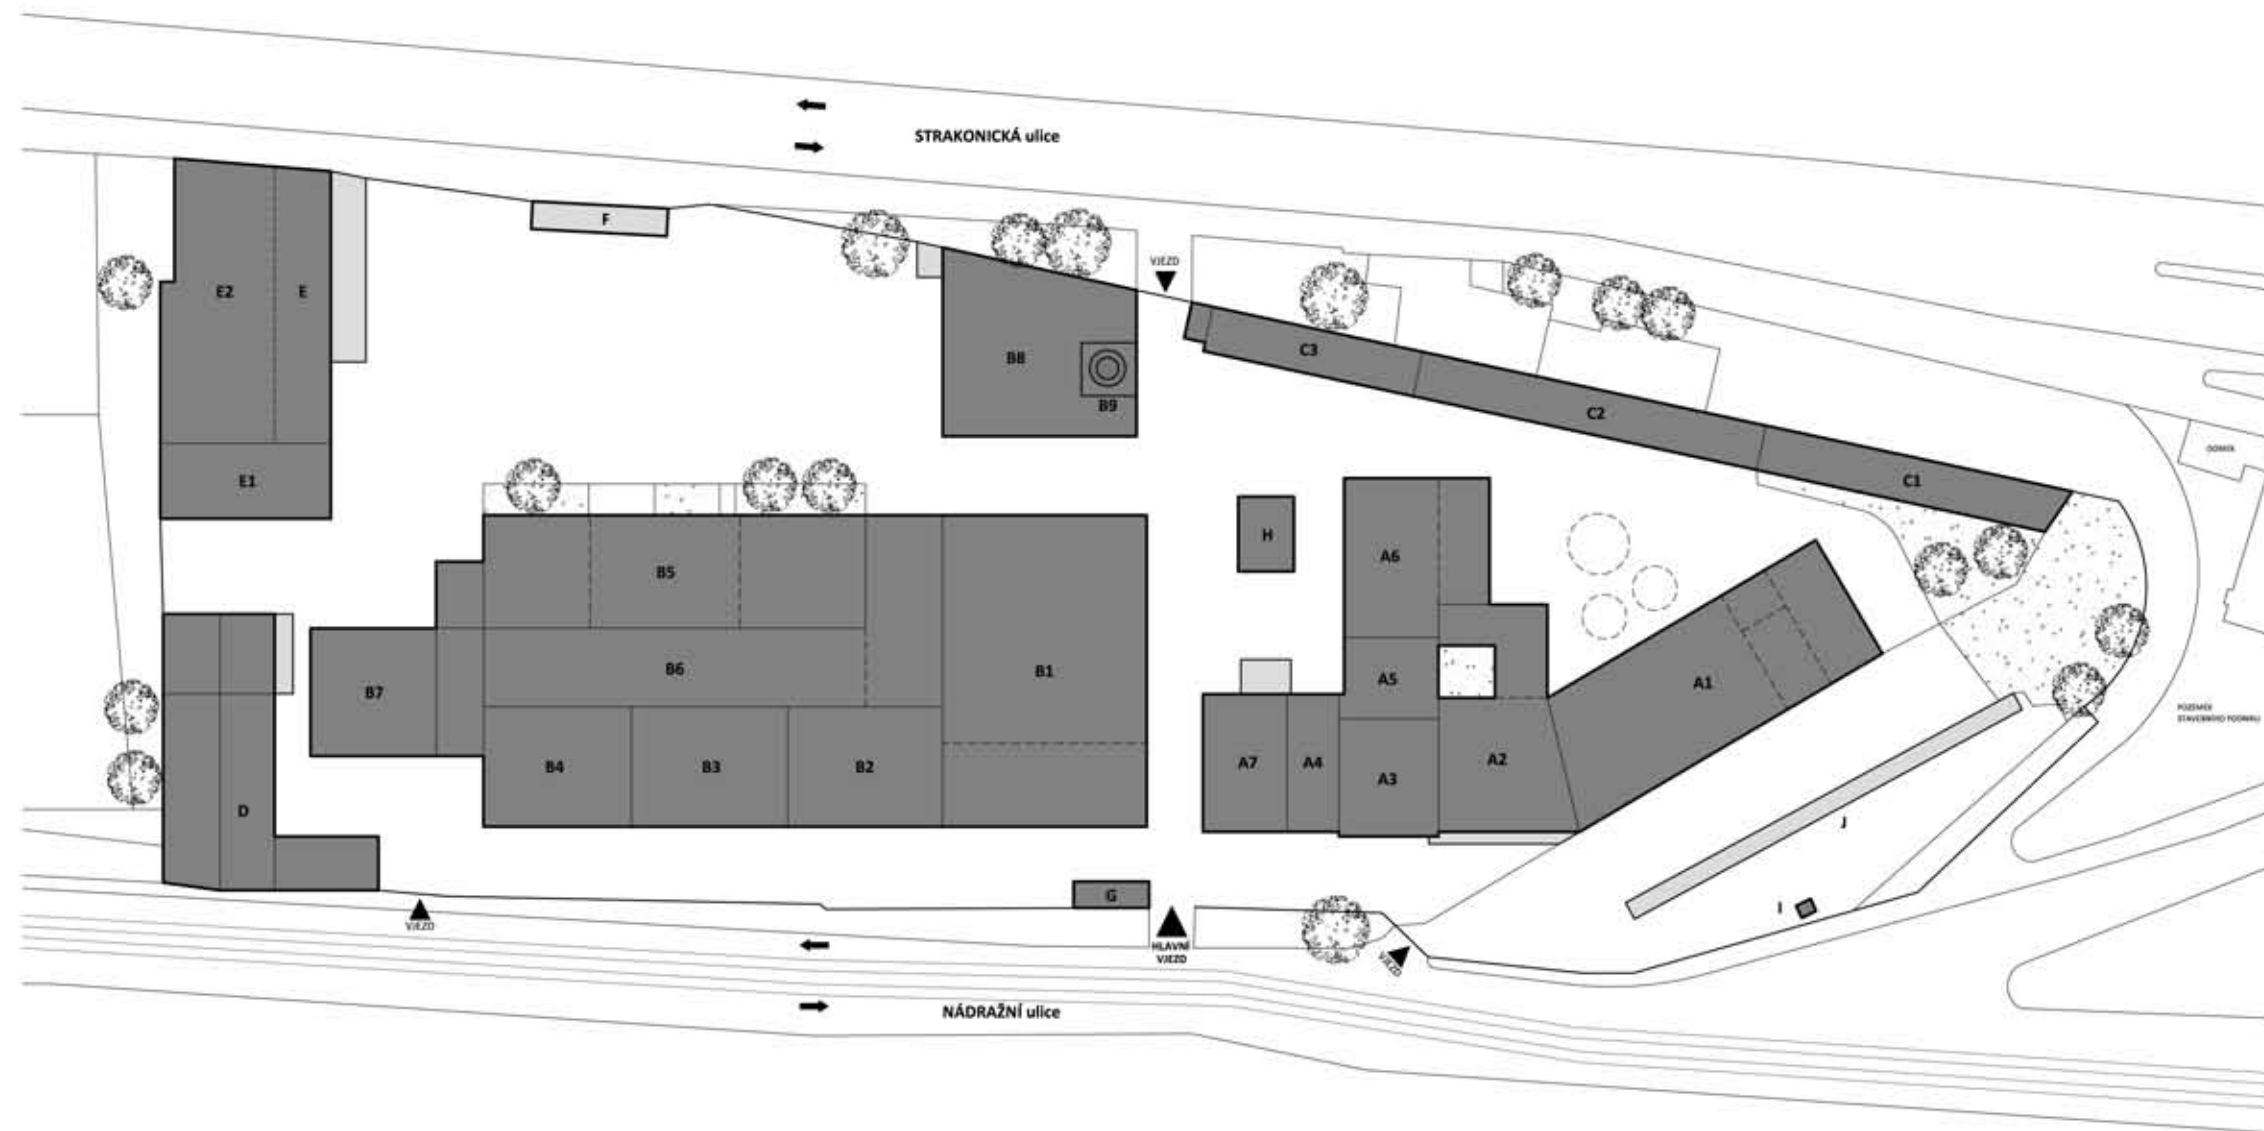 STRAKONICKÁ ulice
F
VJEZD
E2
E
B8
C3
B9
C2
E1
C1
H
A6
B5
B6
B1
A5
A1
B7
B4
B3
B2
A7
A4
A3
A2
D
J
G
I
VJEZD
HLAVNÍ
VJEZD
VJEZD
NÁDRAŽNÍ ulice